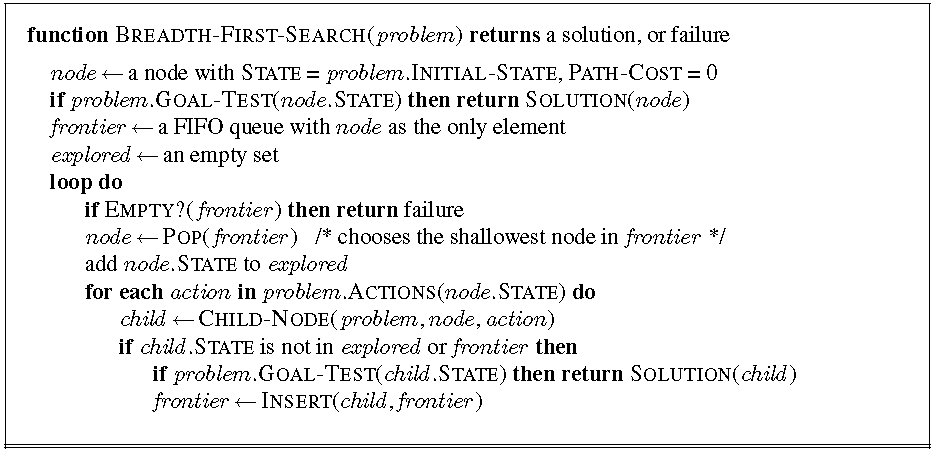 function BREADTH-FIRST-SEARCH(problem) returns a solution, or failure
node ← a node with STATE = problem.INITIAL-STATE, PATH-COST = 0
if problem.GOAL-TEST(node.STATE) then return SOLUTION(node)
frontier ← a FIFO queue with node as the only element
explored ← an empty set
loop do
if EMPTY?(frontier) then return failure
node ← POP(frontier) /* chooses the shallowest node in frontier */
add node.STATE to explored
for each action in problem.ACTIONS(node.STATE) do
child ← CHILD-NODE(problem, node, action)
if child.STATE is not in explored or frontier then
if problem.GOAL-TEST(child.STATE) then return SOLUTION(child)
frontier ← INSERT(child, frontier)